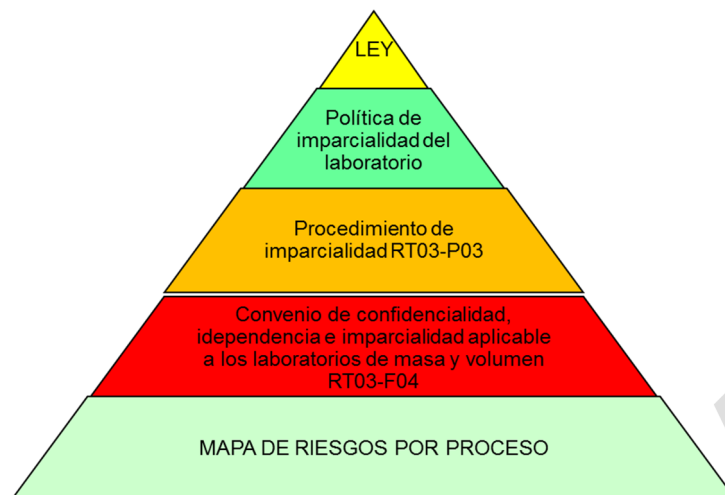 LEY
Política de
imparcialidad del
laboratorio
Procedimiento de
imparcialidad RT03-P03
Convenio de confidencialidad,
idependencia e imparcialidad aplicable
a los laboratorios de masa y volumen
RT03-F04
MAPA DE RIESGOS POR PROCESO